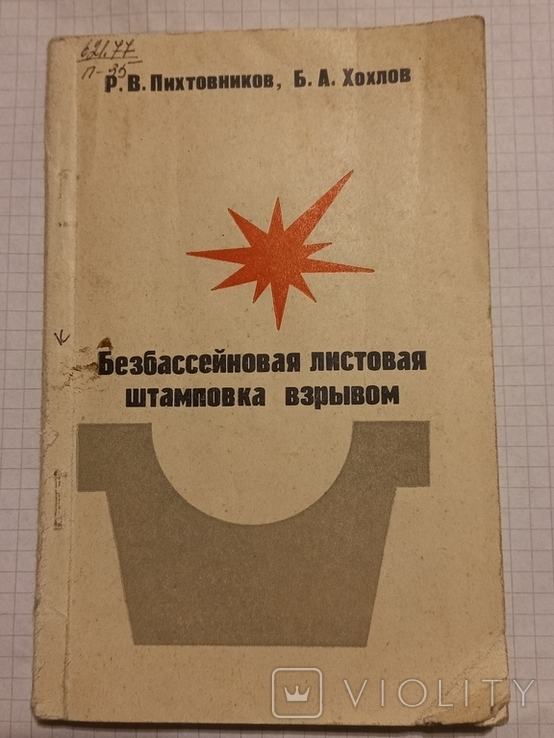 621.77
П-35
Р. В. Пихтовников, Б. А. Хохлов
Безбассейновая листовая
штамповка взрывом
к
VIOLITY